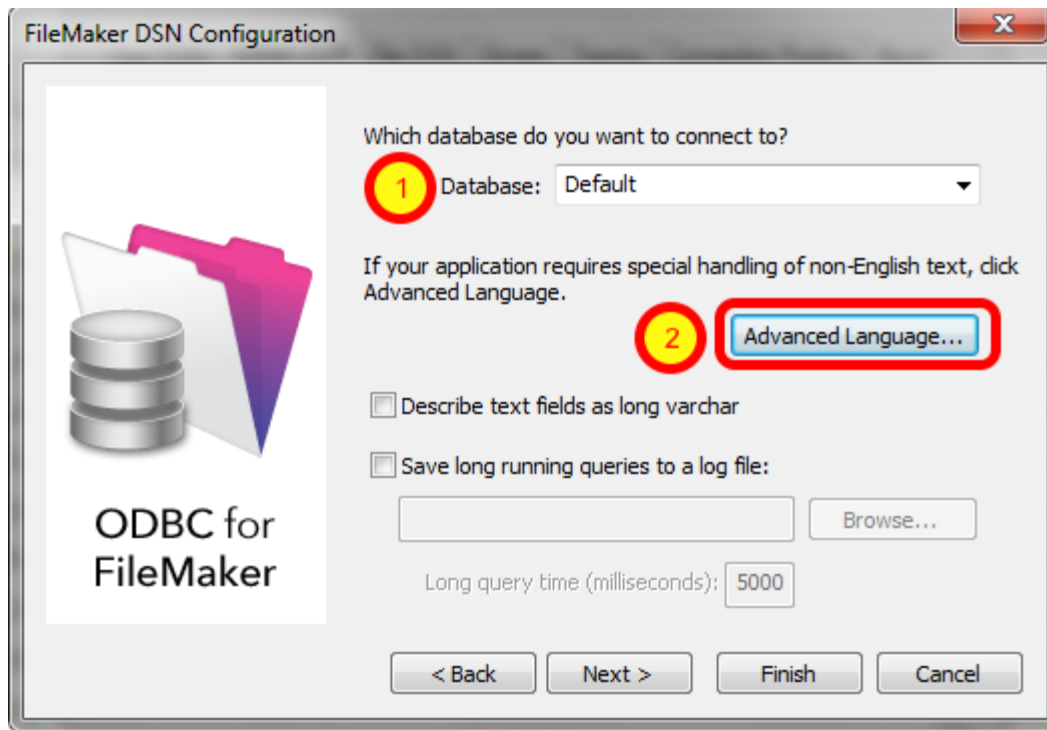 FileMaker DSN Configuration
x
Which database do you want to connect to?
1
Database:
Default
If your application requires special handling of non-English text, click
Advanced Language.
2
Advanced Language...
Describe text fields as long varchar
Save long running queries to a log file:
Browse...
Long query time (milliseconds):
5000
ODBC for
FileMaker
< Back
Next >
Finish
Cancel